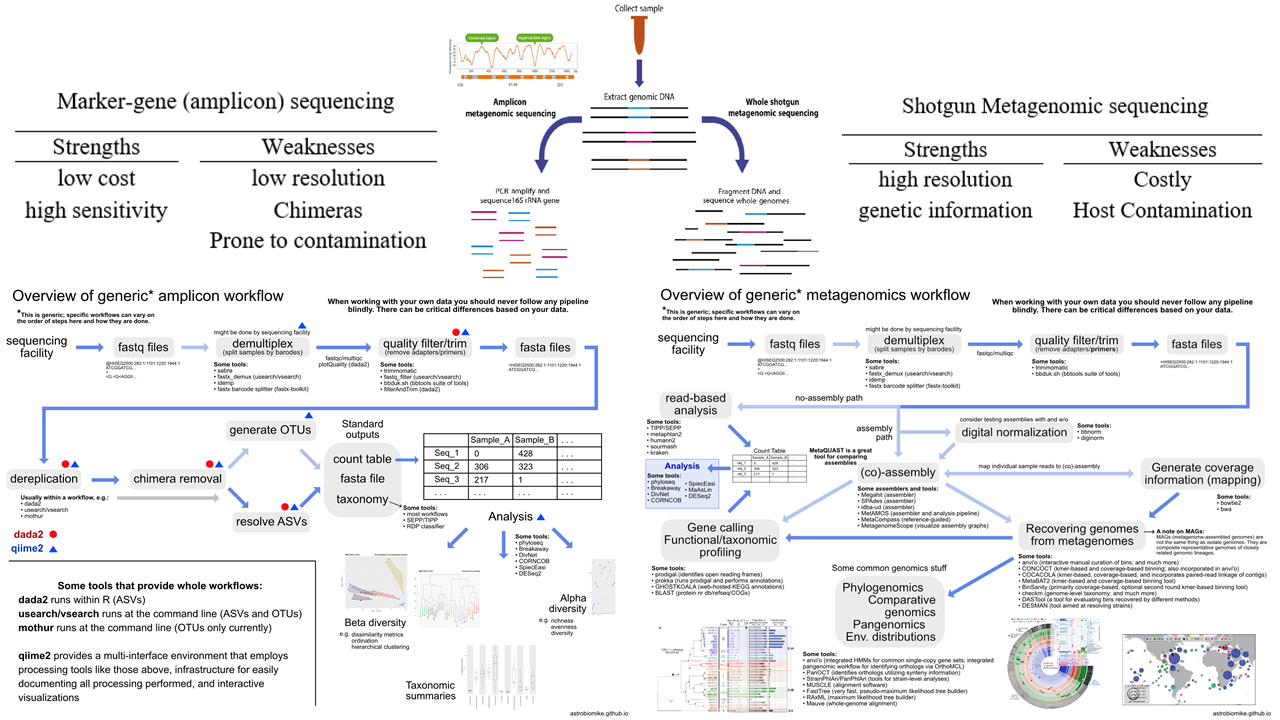 Collect sample
Conserved region
Hypervariable region
Extract genomic DNA
Amplicon
metagenomic sequencing
Whole shotgun
metagenomic sequencing
PCR amplify and
sequence16S rRNA gene
Fragment DNA and
sequence whole genomes
Marker-gene (amplicon) sequencing
Strengths
Weaknesses
low cost
low resolution
high sensitivity
Chimeras
Prone to contamination
Shotgun Metagenomic sequencing
Strengths
Weaknesses
high resolution
Costly
genetic information
Host Contamination
Overview of generic* amplicon workflow
*This is generic; specific workflows can vary on
the order of steps here and how they are done.
When working with your own data you should never follow any pipeline
blindly. There can be critical differences based on your data.
sequencing
facility
fastq files
@HISEQ2500:282:1:1101:1220:1944 1
ATCGGATCG...
+
might be done by sequencing facility
demultiplex
(split samples by barodes)
Some tools:
• sabre
• fastx_demux (usearch/vsearch)
• idemp
• fastx barcode splitter (fastx-toolkit)
fastqc/multiqc
plotQuality (dada2)
quality filter/trim
(remove adapters/primers)
Some tools:
• trimmomatic
• fastq_filter (usearch/vsearch)
• bbduk.sh (bbtools suite of tools)
• filterAndTrim (dada2)
fasta files
>HISEQ2500:282:1:1101:1220:1944 1
ATCGGATCG...
dereplication
chimera removal
Usually within a workflow, e.g.:
• dada2
• usearch/vsearch
• mothur
generate OTUs
resolve ASVs
Standard
outputs
count table
fasta file
taxonomy
Some tools:
• most workflows
• SEPP/TIPP
• RDP classifier
Sample_A Sample_B . . .
Seq_1 0 428
Seq_2 306 323 . . .
Seq_3 217 1
. . . . . . . . . . . .
Analysis
Some tools:
• phyloseq
• Breakaway
• DivNet
• CORNCOB
• SpiecEasi
• DESeq2
Beta diversity
e.g. dissimilarity metrics
ordination
hierarchical clustering
Taxonomic
summaries
Alpha
diversity
e.g. richness
evenness
diversity
dada2
qiime2
Some tools that provide whole workflows:
dada2 runs within R (ASVs)
usearch/vsearch runs at the command line (ASVs and OTUs)
mothur runs at the command line (OTUs only currently)
qiime2 provides a multi-interface environment that employs
processing tools like those above, infrastructure for easily
documenting all processing performed, and interactive
visualizations
astrobiomike.github.io
Overview of generic* metagenomics workflow
*This is generic; specific workflows can vary on
the order of steps here and how they are done.
When working with your own data you should never follow any pipeline
blindly. There can be critical differences based on your data.
sequencing
facility
fastq files
@HISEQ2500:282:1:1101:1220:1944 1
ATCGGATCG...
+
might be done by sequencing facility
demultiplex
(split samples by barcodes)
Some tools:
• sabre
• fastx_demux (usearch/vsearch)
• idemp
• fastx barcode splitter (fastx-toolkit)
fastqc/multiqc
quality filter/trim
(remove adapters/primers)
Some tools:
• trimmomatic
• bbduk.sh (bbtools suite of tools)
fasta files
>HISEQ2500:282:1:1101:1220:1944 1
ATCGGATCG...
no-assembly path
read-based
analysis
Some tools:
• TIPP/SEPP
• metaphlan2
• humann2
• sourmash
• kraken
assembly
path
consider testing assemblies with and w/o
digital normalization
Some tools:
• bbnorm
• diginorm
Count Table
Analysis
Some tools:
• phyloseq
• Breakaway
• DivNet
• CORNCOB
• SpiecEasi
• MaAsLin
• DESeq2
MetaQUAST is a great
tool for comparing
assemblies
(co)-assembly
Some assemblers and tools:
• Megahit (assembler)
• SPAdes (assembler)
• idba-ud (assembler)
• MetAMOS (assembler and analysis pipeline)
• MetaCompass (reference-guided)
• MetagenomeScope (visualize assembly graphs)
map individual sample reads to (co)-assembly
Generate coverage
information (mapping)
Some tools:
• bowtie2
• bwa
Gene calling
Functional/taxonomic
profiling
Some tools:
• prodigal (identifies open reading frames)
• prokka (runs prodigal and performs annotations)
• GHOSTKOALA (web-hosted KEGG annotations)
• BLAST (protein nr db/refseq/COGs)
Recovering genomes
from metagenomes
A note on MAGs:
MAGs (metagenome-assembled genomes) are
not the same thing as isolate genomes. They are
composite representative genomes of closely
related genomic lineages.
Some tools:
• anvi'o (interactive manual curation of bins; and much more)
• CONCOCT (kmer-based and coverage-based binning; also incorporated in anvi'o)
• COCACOLA (kmer-based, coverage-based, and incorporates paired-read linkage of contigs)
• MetaBAT2 (kmer-based and coverage-based binning tool)
• BinSanity (primarily coverage-based, optional second round kmer-based binning tool)
• checkm (genome-level taxonomy; and much more)
• DASTool (a tool for evaluating bins recovered by different methods)
• DESMAN (tool aimed at resolving strains)
Some common genomics stuff
Phylogenomics
Comparative
genomics
Pangenomics
Env. distributions
Some tools:
• anvi'o (integrated HMMs for common single-copy gene sets; integrated
pangenomic workflow for identifying orthologs via OrthoMCL)
• PanOCT (identifies orthologs utilizing synteny information)
• StrainPhlAn/PanPhlAn (tools for strain-level analyses)
• MUSCLE (alignment software)
• FastTree (very fast, pseudo-maximum likelihood tree builder)
• RAxML (maximum likelihood tree builder)
• Mauve (whole-genome alignment)
astrobiomike.github.io